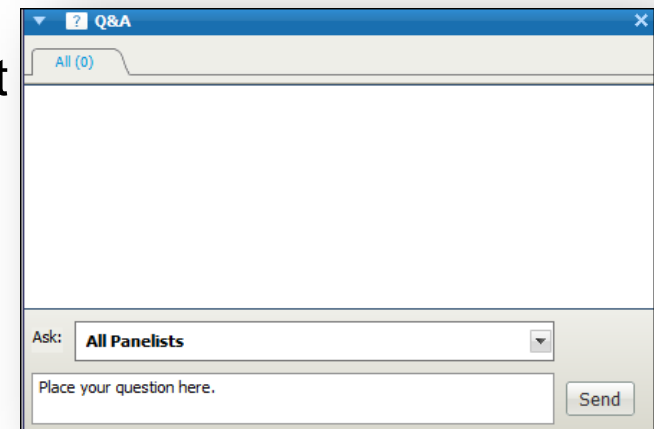 ? Q&A
All (0)
t
Ask: All Panelists
Place your question here.
Send